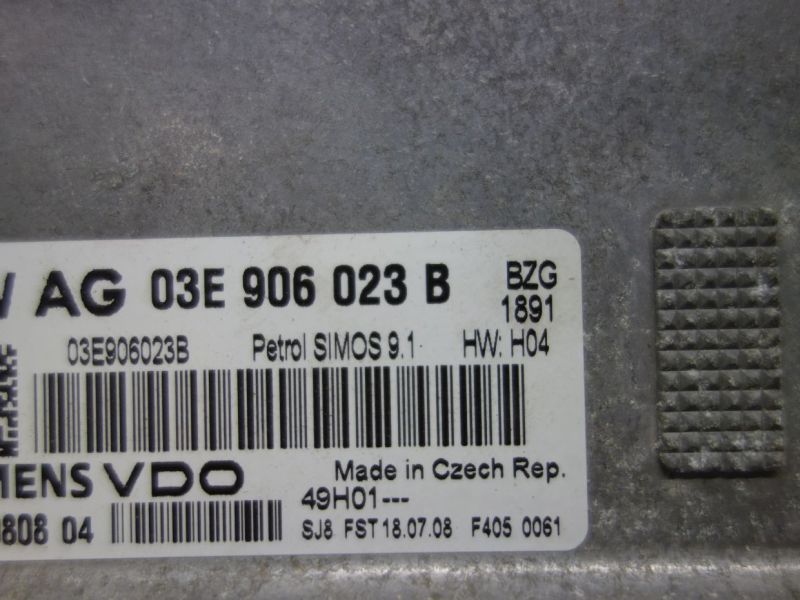 AG 03E 906 023 B BZG
1891
03E906023B Petrol SIMOS 9.1 HW: H04
MENS VDO Made in Czech Rep.
49H01---
808 04 SJ8 FST 18.07.08 F405 0061